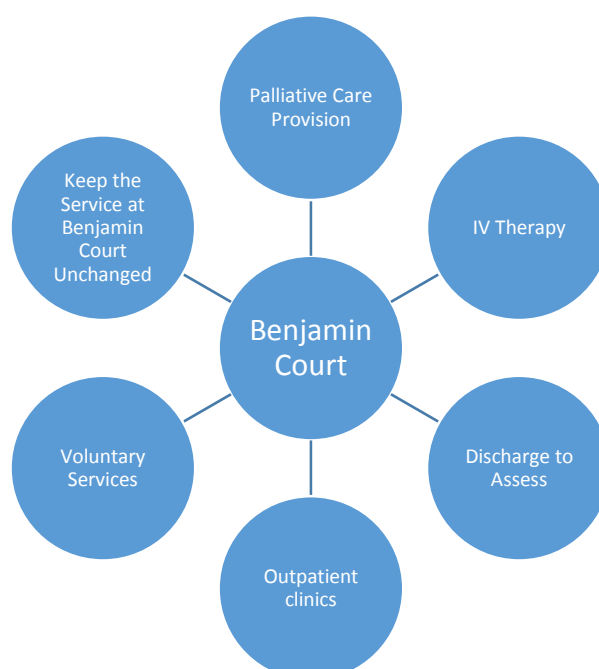 Palliative Care
Provision
Keep the
Service at
Benjamin
Court
Unchanged
IV Therapy
Benjamin
Court
Voluntary
Services
Discharge to
Assess
Outpatient
clinics